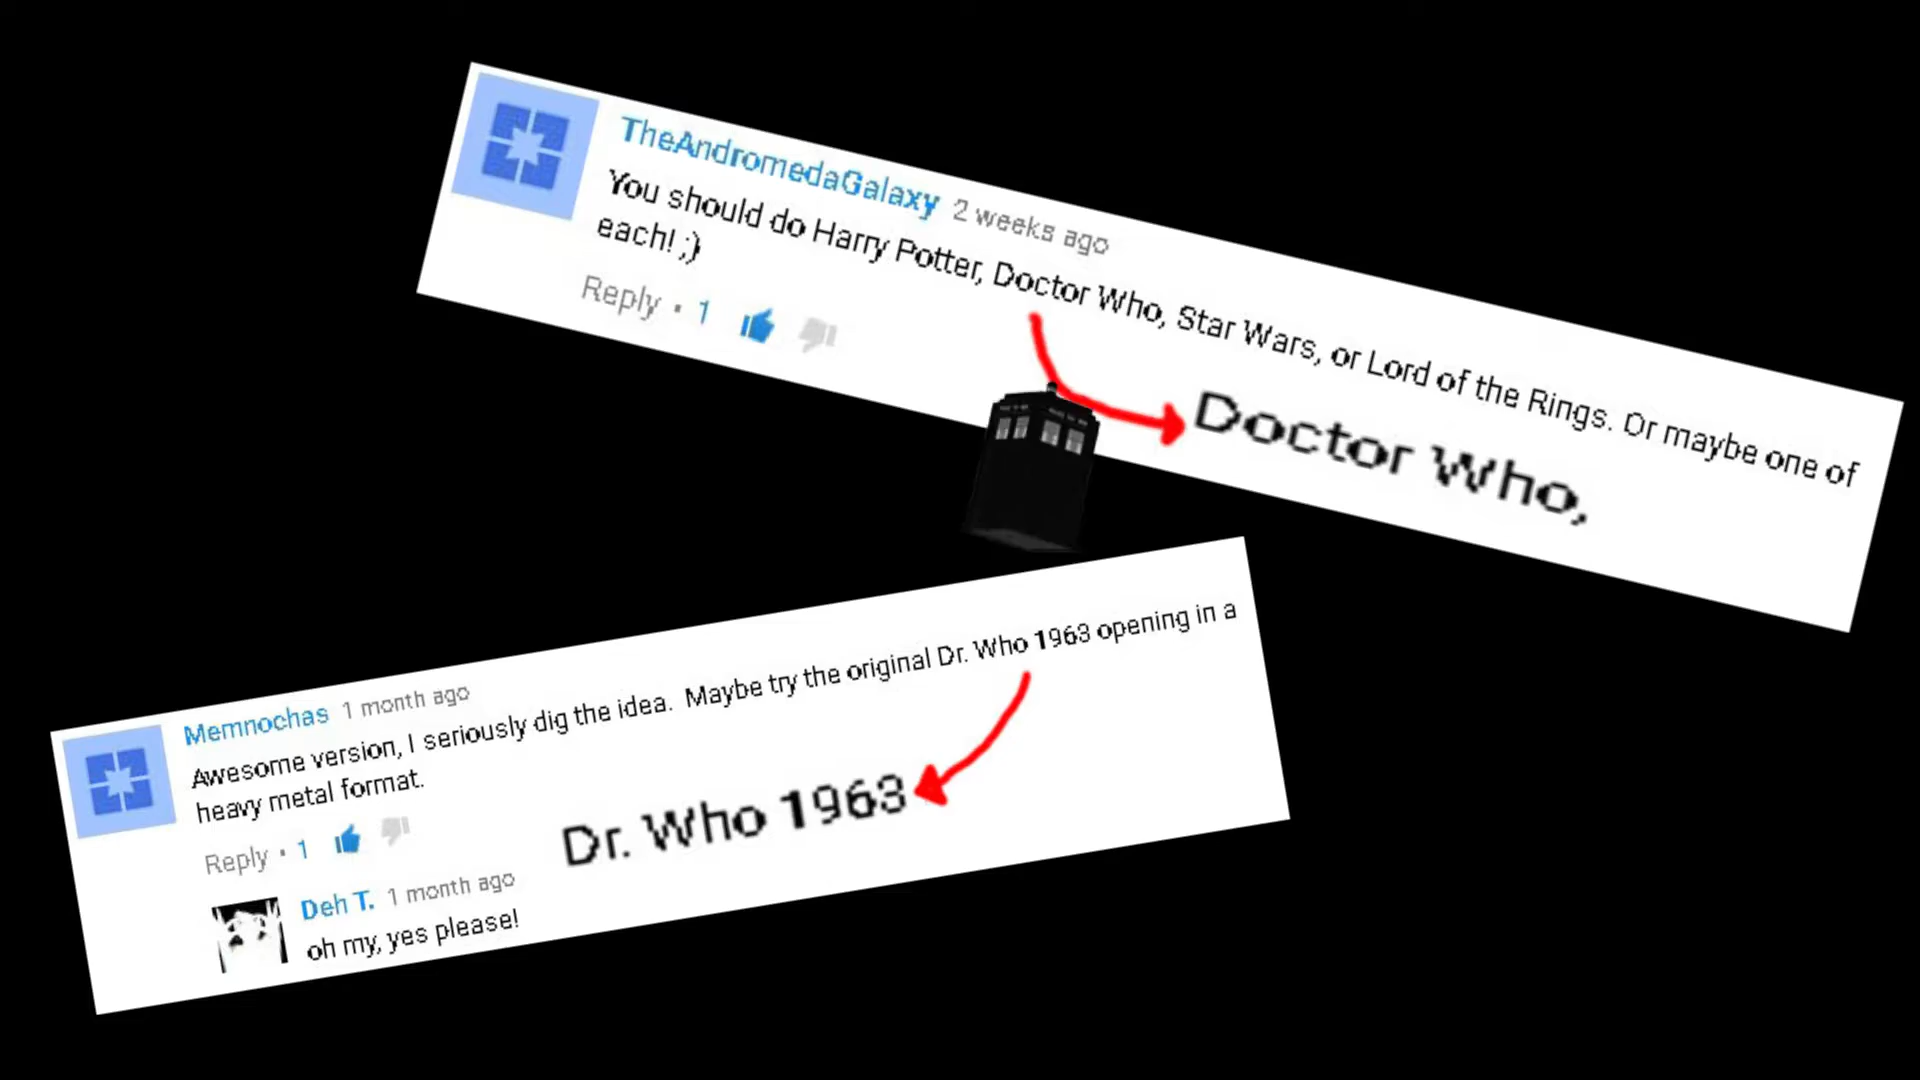 TheAndromedaGalaxy 2 weeks ago
You should do Harry Potter, Doctor Who, Star Wars, or Lord of the Rings. Or maybe one of
each! ;)
Reply · 1
Doctor Who,
Memnochas 1 month ago
Awesome version, I seriously dig the idea. Maybe try the original Dr. Who 1963 opening in a
heavy metal format.
Reply · 1
Dr. Who 1963
Deh T. 1 month ago
oh my, yes please!